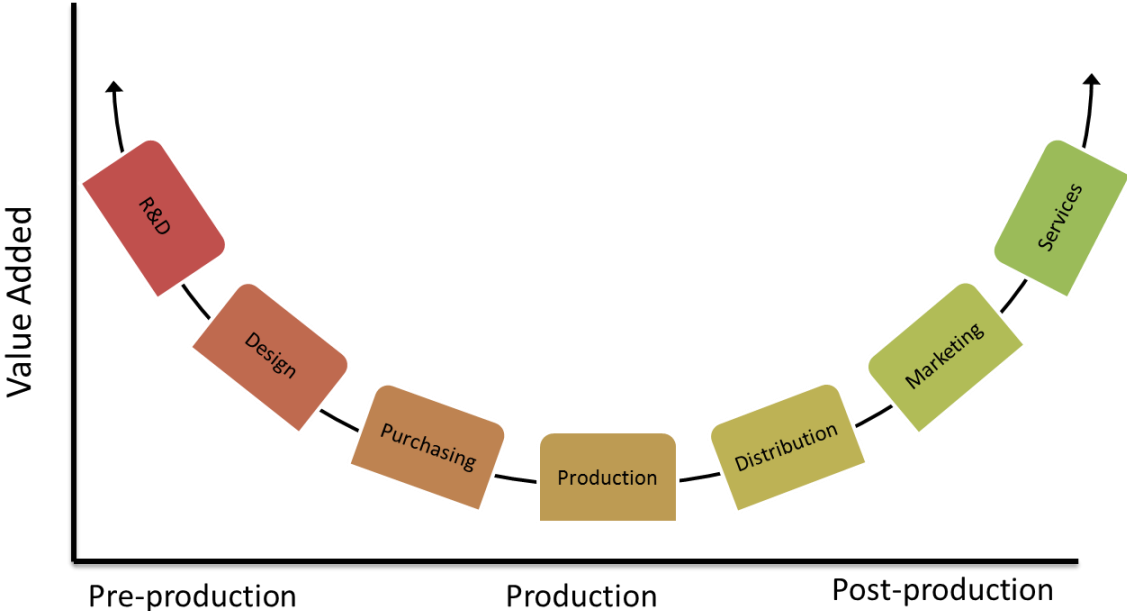 Value Added
R&D
Design
Purchasing
Production
Distribution
Marketing
Services
Pre-production
Production
Post-production